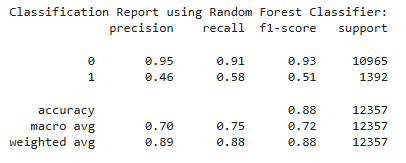 Classification Report using Random Forest Classifier:
precision recall f1-score support
0 0.95 0.91 0.93 10965
1 0.46 0.58 0.51 1392
accuracy 0.88 12357
macro avg 0.70 0.75 0.72 12357
weighted avg 0.89 0.88 0.88 12357